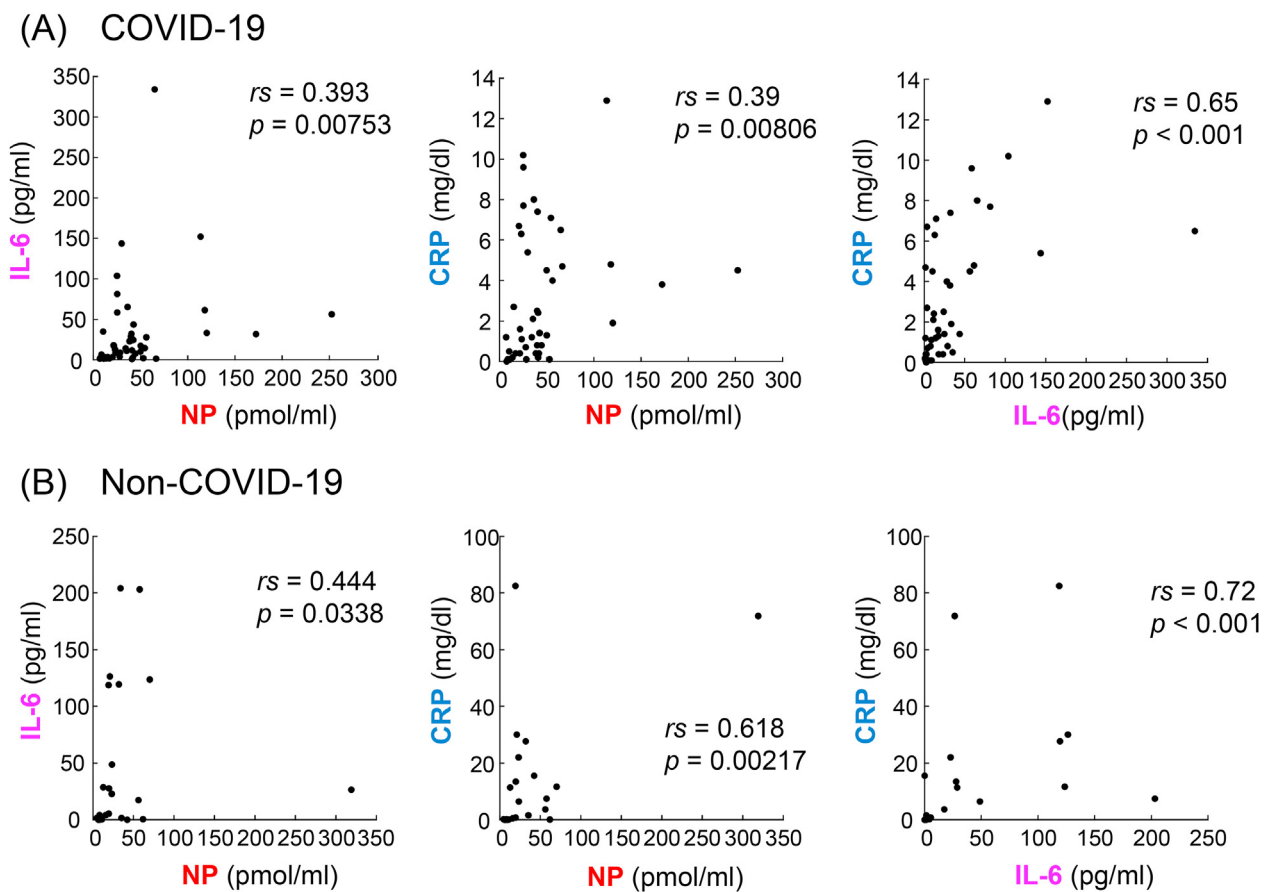 (A) COVID-19
350
300
250
200
150
100
50
0
IL-6 (pg/ml)
rs = 0.393
p = 0.00753
0 50 100 150 200 250 300
NP (pmol/ml)
14
12
10
8
6
4
2
0
CRP (mg/dl)
rs = 0.39
p = 0.00806
0 50 100 150 200 250 300
NP (pmol/ml)
14
12
10
8
6
4
2
0
CRP (mg/dl)
rs = 0.65
p < 0.001
0 50 100 150 200 250 300 350
IL-6(pg/ml)
(B) Non-COVID-19
250
200
150
100
50
0
IL-6 (pg/ml)
rs = 0.444
p = 0.0338
0 50 100 150 200 250 300 350
NP (pmol/ml)
100
80
60
40
20
0
CRP (mg/dl)
rs = 0.618
p = 0.00217
0 50 100 150 200 250 300 350
NP (pmol/ml)
100
80
60
40
20
0
CRP (mg/dl)
rs = 0.72
p < 0.001
0 50 100 150 200 250
IL-6 (pg/ml)